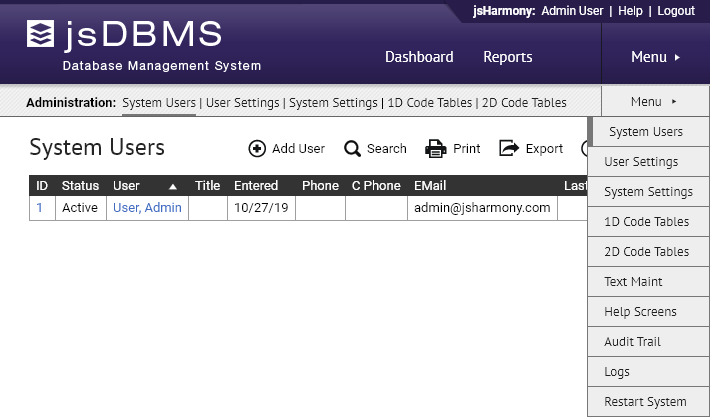 jsHarmony: Admin User | Help | Logout
jsDBMS
Database Management System
Dashboard Reports Menu
Administration: System Users | User Settings | System Settings | 1D Code Tables | 2D Code Tables
Menu
System Users
Add User Search Print Export
ID Status User Title Entered Phone C Phone EMail Last
1 Active User, Admin 10/27/19 admin@jsharmony.com
System Users
User Settings
System Settings
1D Code Tables
2D Code Tables
Text Maint
Help Screens
Audit Trail
Logs
Restart System